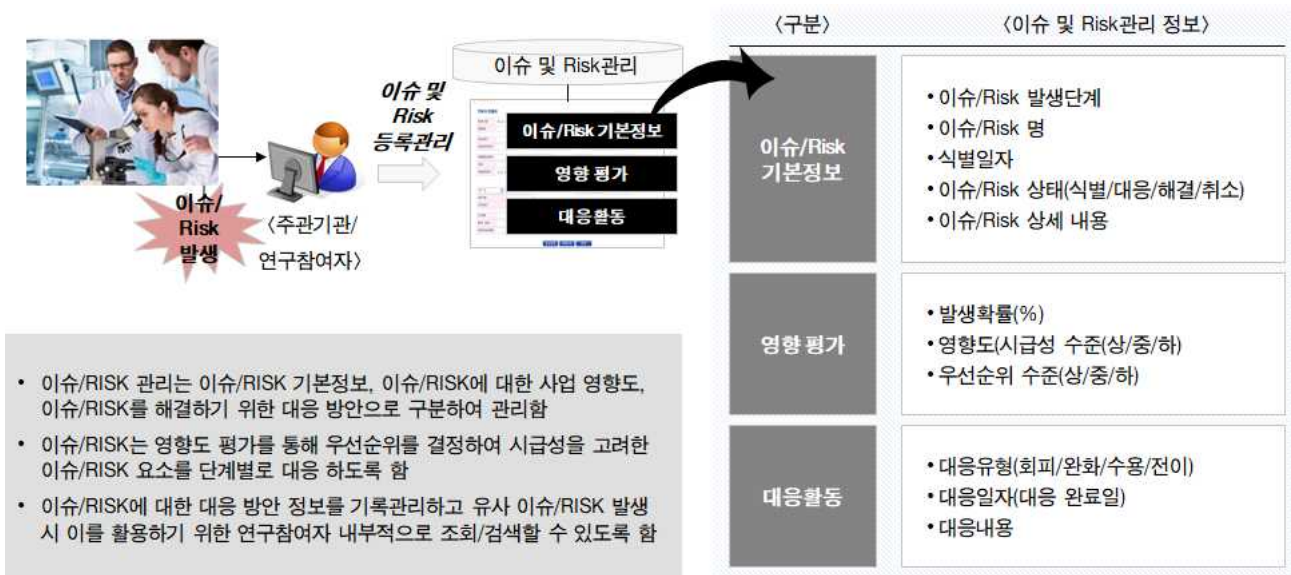 이슈/
Risk
발생
〈주관기관/
연구참여자〉
이슈 및
Risk
등록관리
이슈 및 Risk관리
이슈/Risk 기본정보
영향 평가
대응활동
• 이슈/RISK 관리는 이슈/RISK 기본정보, 이슈/RISK에 대한 사업 영향도,
이슈/RISK를 해결하기 위한 대응 방안으로 구분하여 관리함
• 이슈/RISK는 영향도 평가를 통해 우선순위를 결정하여 시급성을 고려한
이슈/RISK 요소를 단계별로 대응 하도록 함
• 이슈/RISK에 대한 대응 방안 정보를 기록관리하고 유사 이슈/RISK 발생
시 이를 활용하기 위한 연구참여자 내부적으로 조회/검색할 수 있도록 함
〈구분〉 〈이슈 및 Risk관리 정보〉
이슈/Risk
기본정보
• 이슈/Risk 발생단계
• 이슈/Risk 명
• 식별일자
• 이슈/Risk 상태(식별/대응/해결/취소)
• 이슈/Risk 상세 내용
영향 평가
• 발생확률(%)
• 영향도(시급성 수준(상/중/하)
• 우선순위 수준(상/중/하)
대응활동
• 대응유형(회피/완화/수용/전이)
• 대응일자(대응 완료일)
• 대응내용